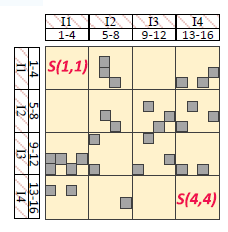 I1 I2 I3 I4
1-4 5-8 9-12 13-16
I1 1-4 S(1,1)
I2 5-8
I3 9-12
I4 13-16 S(4,4)